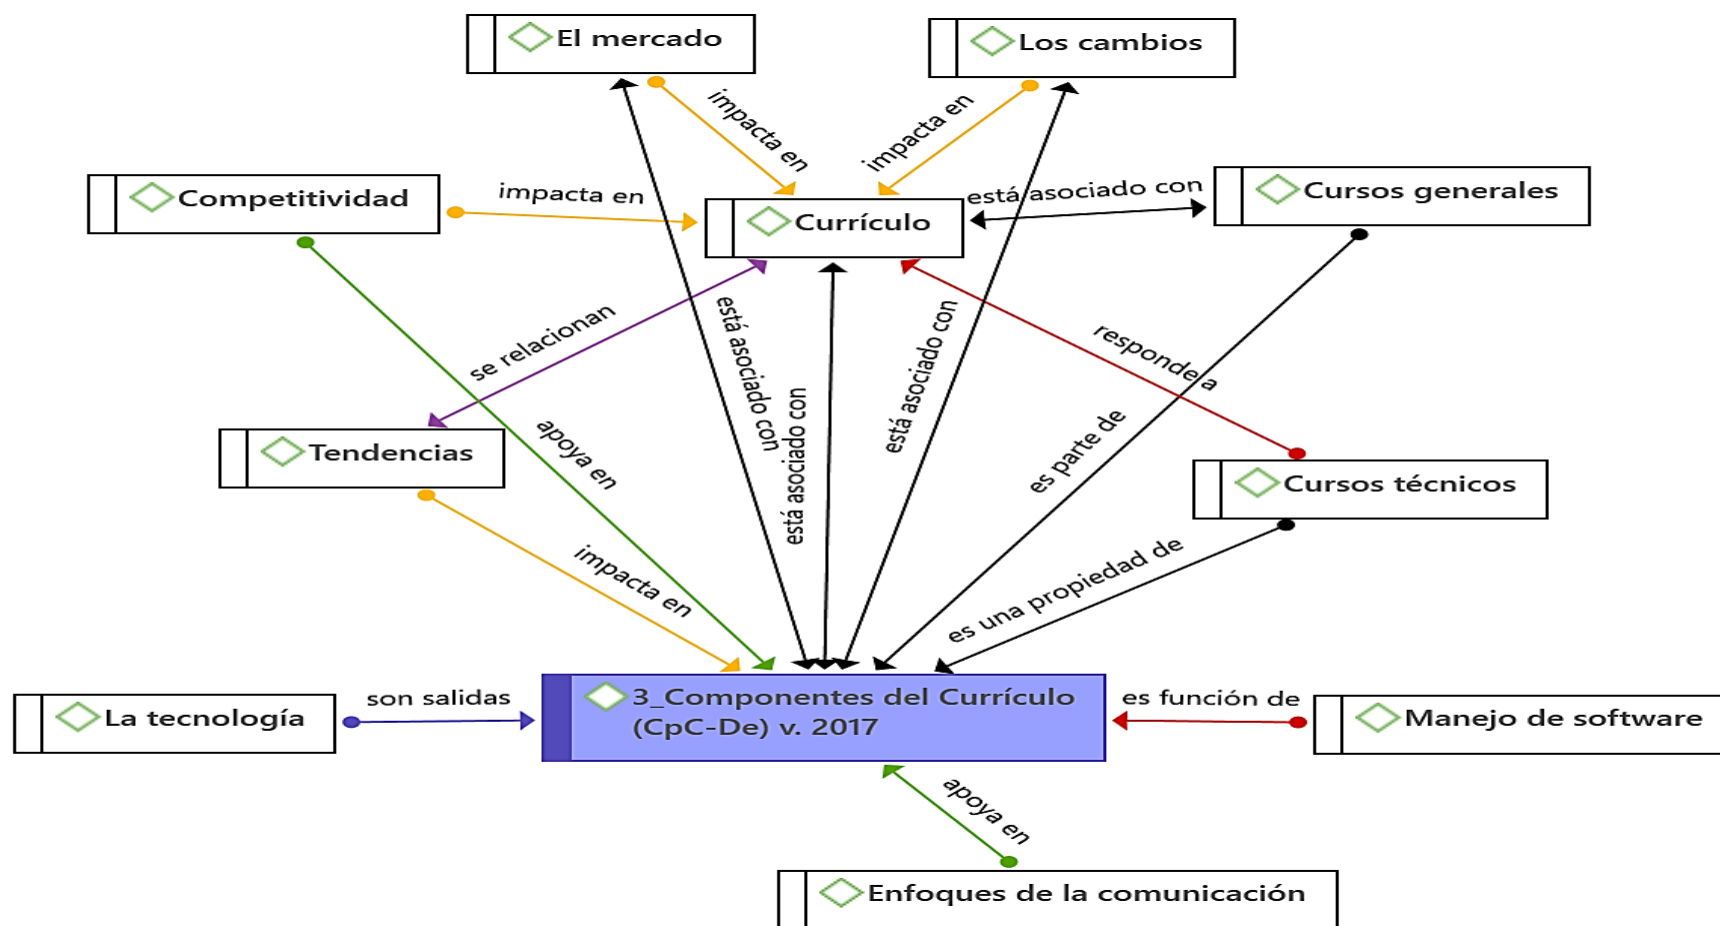 El mercado
Los cambios
impacta en
impacta en
Competitividad
impacta en
Currículo
está asociado con
Cursos generales
se relacionan
está asociado con
está asociado con
está asociado con
responde a
Tendencias
apoya en
es parte de
Cursos técnicos
impacta en
es una propiedad de
La tecnología
son salidas
3_Componentes del Currículo
(CpC-De) v. 2017
es función de
Manejo de software
apoya en
Enfoques de la comunicación